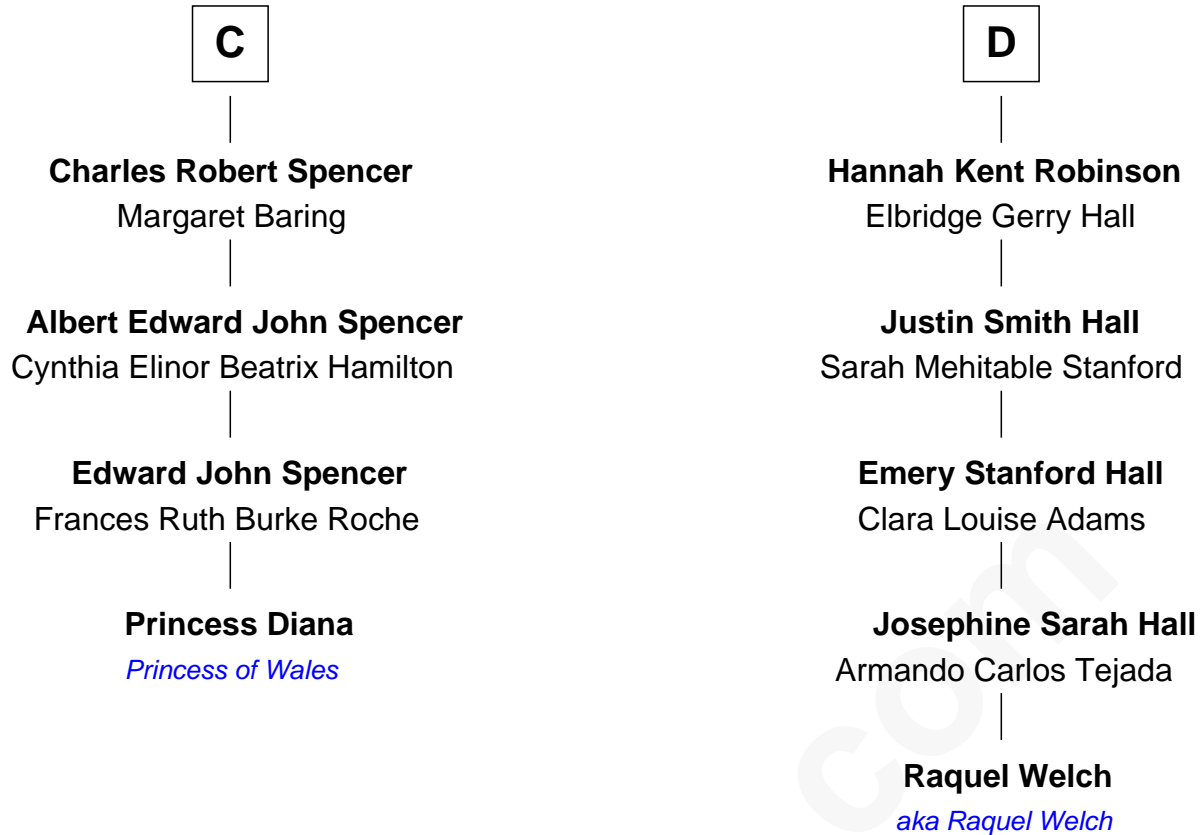 C
Charles Robert Spencer
Margaret Baring
Albert Edward John Spencer
Cynthia Elinor Beatrix Hamilton
Edward John Spencer
Frances Ruth Burke Roche
Princess Diana
Princess of Wales
D
Hannah Kent Robinson
Elbridge Gerry Hall
Justin Smith Hall
Sarah Mehitable Stanford
Emery Stanford Hall
Clara Louise Adams
Josephine Sarah Hall
Armando Carlos Tejada
Raquel Welch
aka Raquel Welch
com